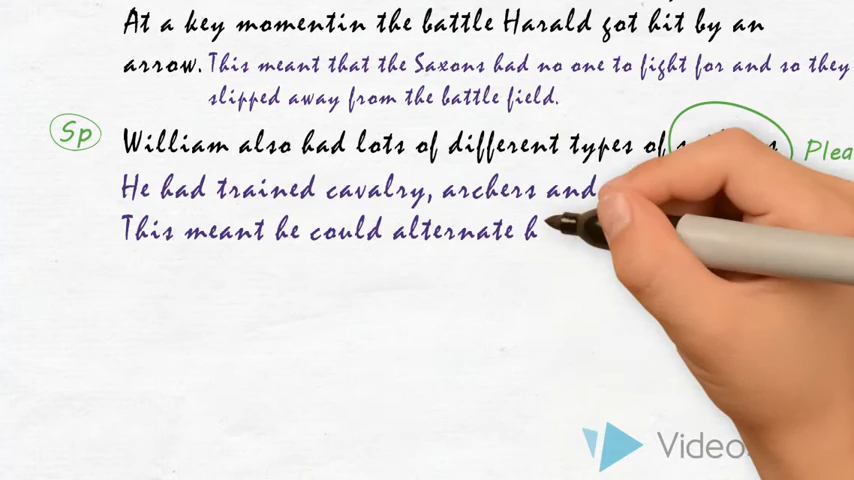 At a key momentin the battle Harald got hit by an
arrow. This meant that the Saxons had no one to fight for and so they
slipped away from the battle field.
Sp William also had lots of different types of
He had trained cavalry, archers and
This meant he could alternate h